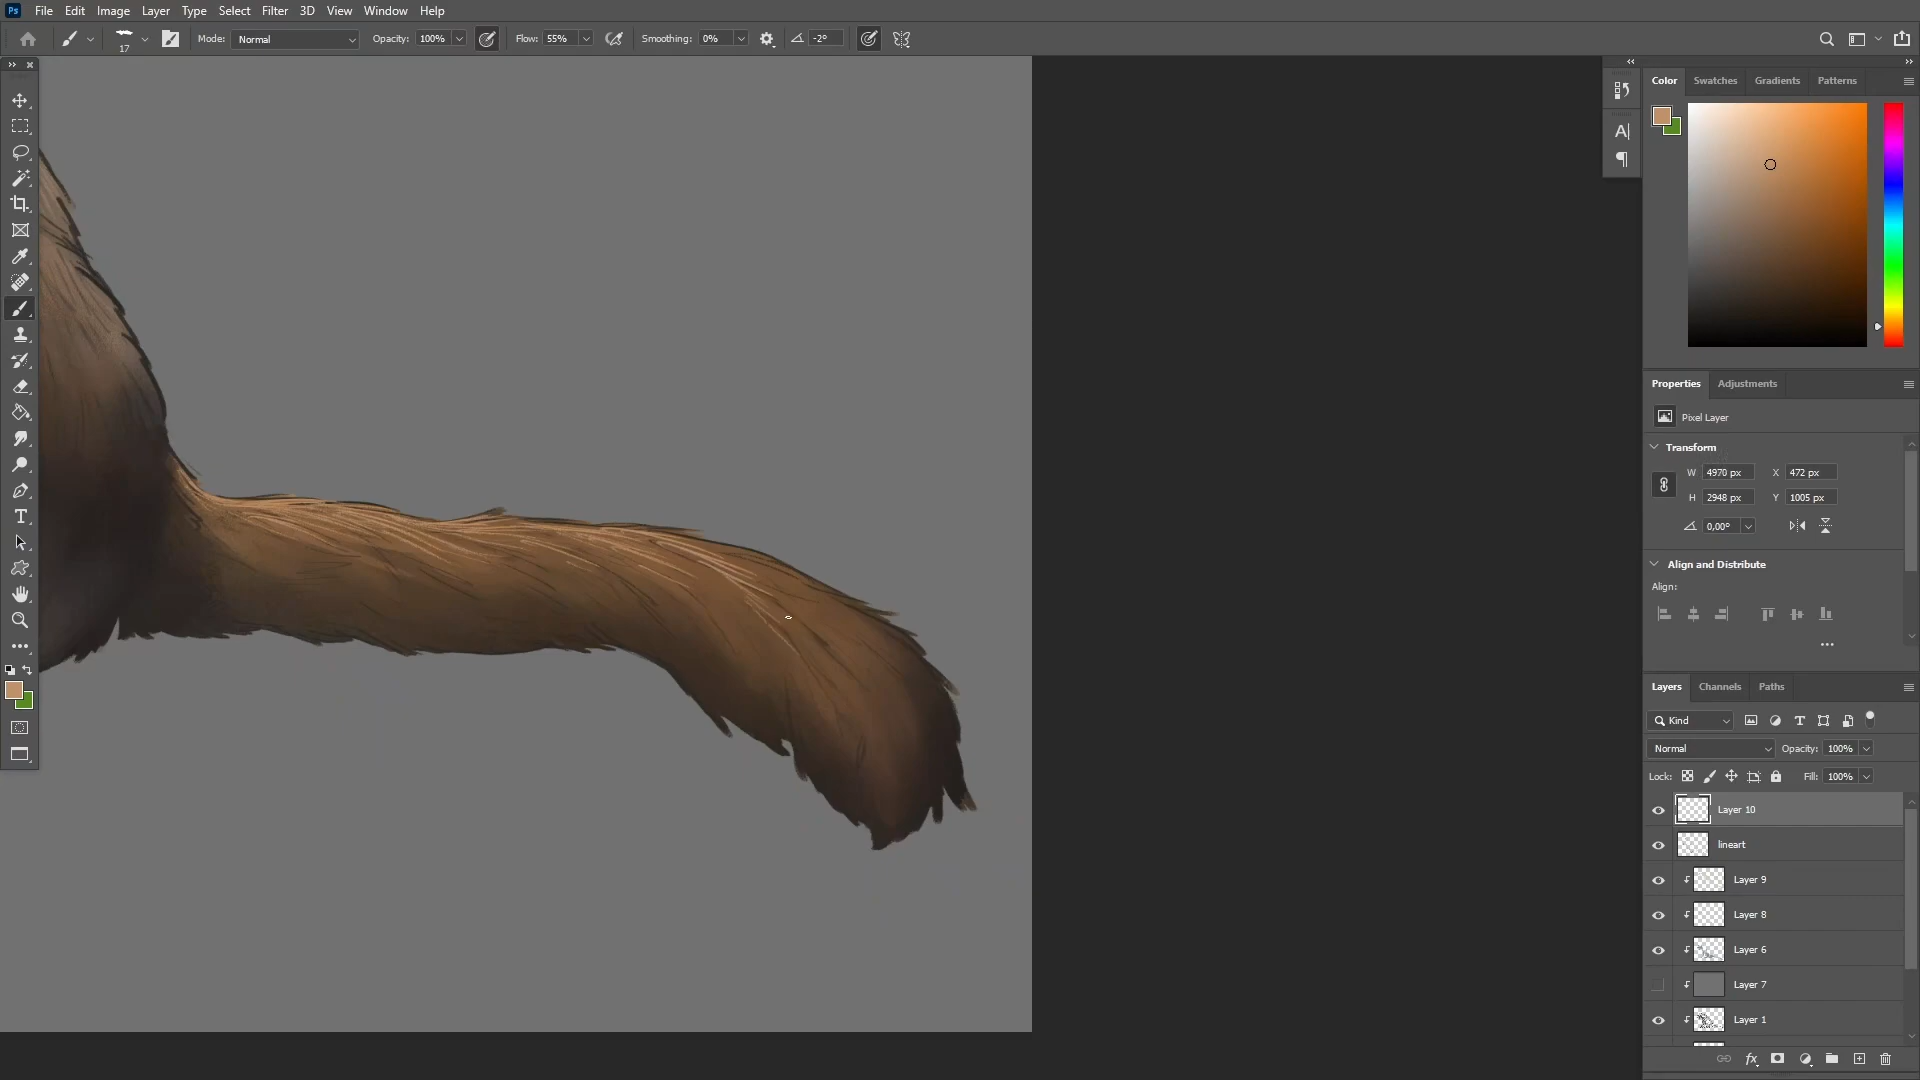 Ps File Edit Image Layer Type Select Filter 3D View Window Help
17 Mode: Normal Opacity: 100% Flow: 55% Smoothing: 0% -2°
Color Swatches Gradients Patterns
Properties Adjustments
Pixel Layer
Transform
W 4970 px X 472 px
H 2948 px Y 1005 px
0,00°
Align and Distribute
Align:
Layers Channels Paths
Kind
Normal Opacity: 100%
Lock: Fill: 100%
Layer 10
lineart
Layer 9
Layer 8
Layer 6
Layer 7
Layer 1